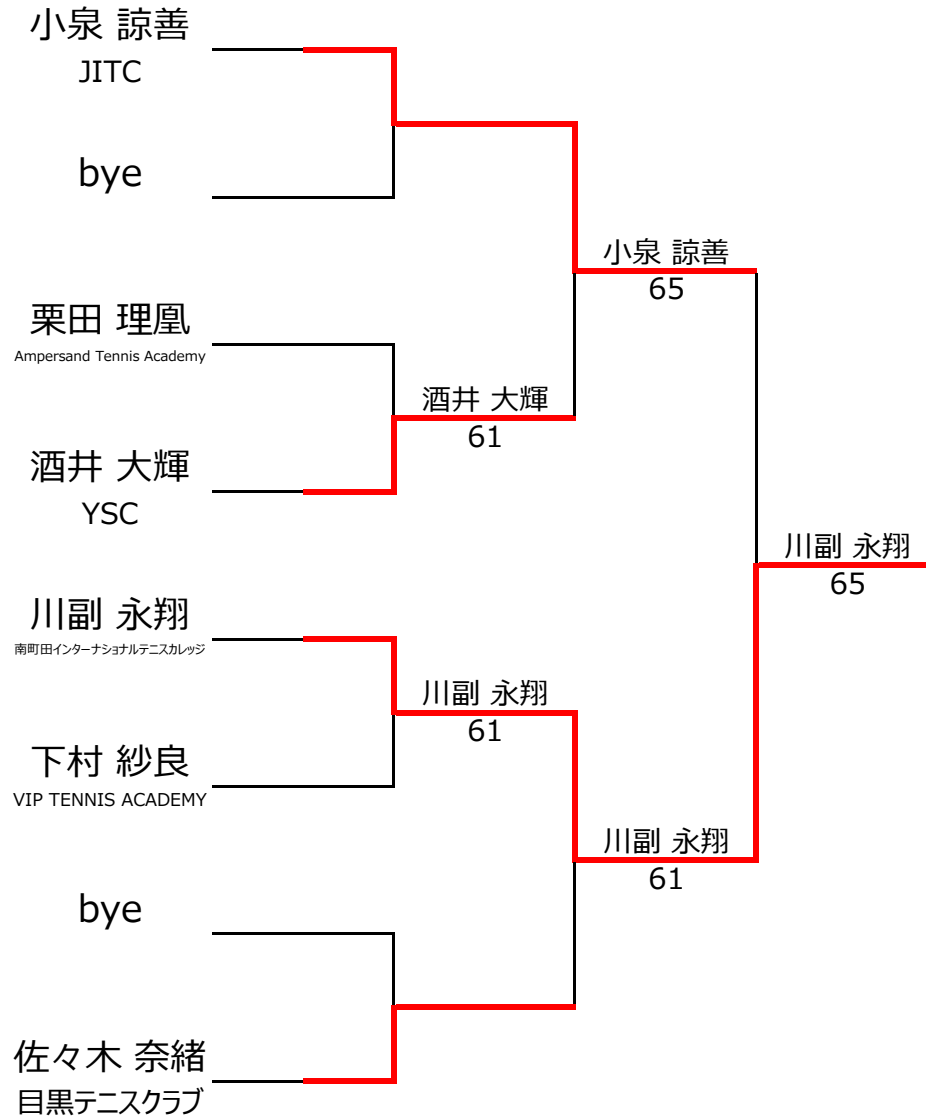 小泉 諒善
JITC
bye
小泉 諒善
65
栗田 理凰
Ampersand Tennis Academy
酒井 大輝
61
酒井 大輝
YSC
川副 永翔
65
川副 永翔
南町田インターナショナルテニスカレッジ
川副 永翔
61
下村 紗良
VIP TENNIS ACADEMY
川副 永翔
61
bye
佐々木 奈緒
目黒テニスクラブ